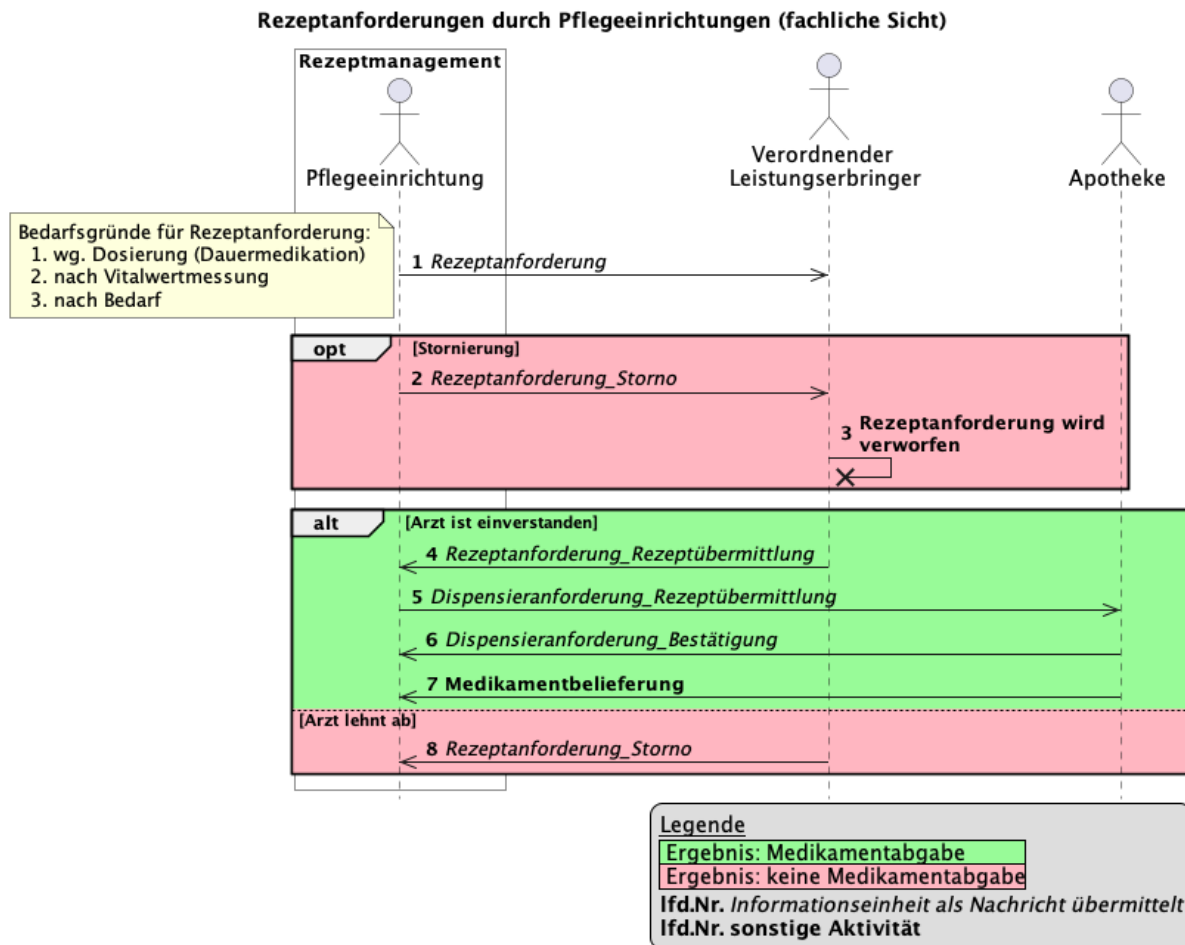 Rezeptanforderungen durch Pflegeeinrichtungen (fachliche Sicht)
Rezeptmanagement
Pflegeeinrichtung
Verordnender
Leistungserbringer
Apotheke
Bedarfsgründe für Rezeptanforderung:
1. wg. Dosierung (Dauermedikation)
2. nach Vitalwertmessung
3. nach Bedarf
1 Rezeptanforderung
opt [Stornierung]
2 Rezeptanforderung_Storno
3 Rezeptanforderung wird
verworfen
alt [Arzt ist einverstanden]
4 Rezeptanforderung_Rezeptübermittlung
5 Dispensieranforderung_Rezeptübermittlung
6 Dispensieranforderung_Bestätigung
7 Medikamentbelieferung
[Arzt lehnt ab]
8 Rezeptanforderung_Storno
Legende
Ergebnis: Medikamentabgabe
Ergebnis: keine Medikamentabgabe
lfd.Nr. Informationseinheit als Nachricht übermittelt
lfd.Nr. sonstige Aktivität